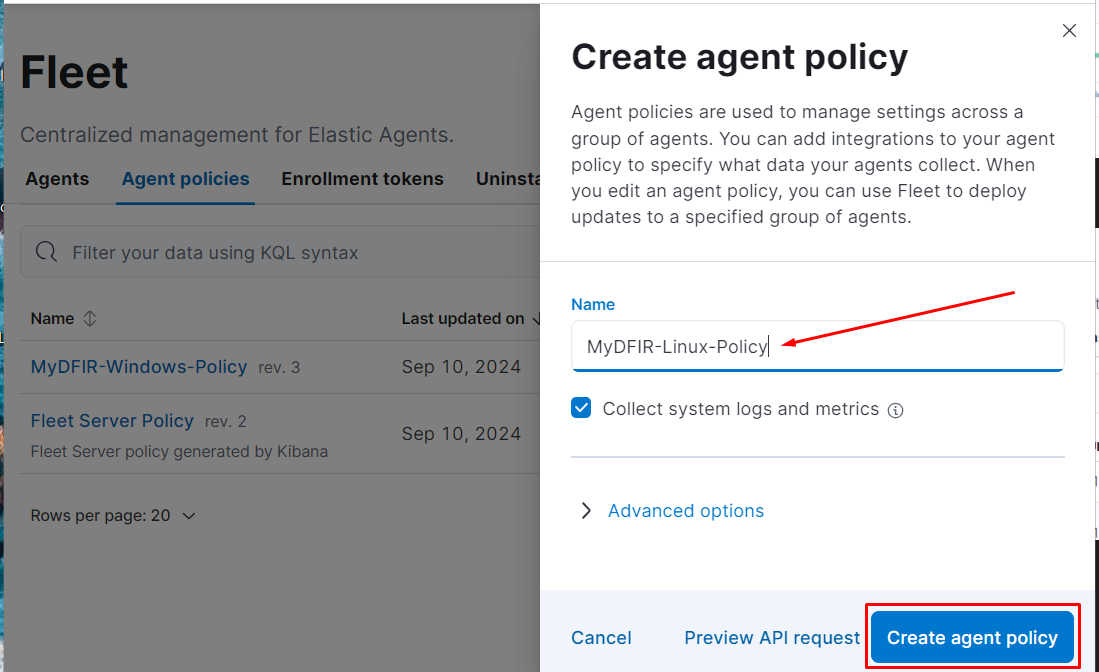 Fleet
Centralized management for Elastic Agents.
Agents Agent policies Enrollment tokens Uninsta
Filter your data using KQL syntax
Name Last updated on
MyDFIR-Windows-Policy rev. 3 Sep 10, 2024
Fleet Server Policy rev. 2 Sep 10, 2024
Fleet Server policy generated by Kibana
Rows per page: 20
Create agent policy
Agent policies are used to manage settings across a
group of agents. You can add integrations to your agent
policy to specify what data your agents collect. When
you edit an agent policy, you can use Fleet to deploy
updates to a specified group of agents.
Name
MyDFIR-Linux-Policy
Collect system logs and metrics
Advanced options
Cancel Preview API request Create agent policy